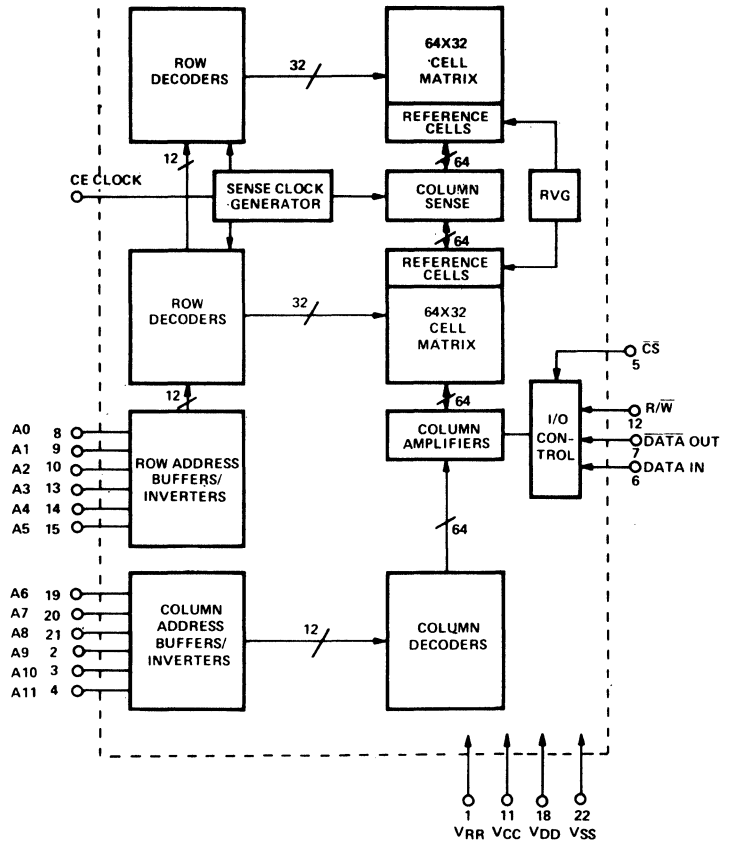 ROW
DECODERS
32
64X32
CELL
MATRIX
REFERENCE
CELLS
12
64
CE CLOCK
SENSE CLOCK
GENERATOR
COLUMN
SENSE
RVG
64
REFERENCE
CELLS
ROW
DECODERS
32
64X32
CELL
MATRIX
C̅S̅
5
12
64
R/W̅
12
I/O
CON-
TROL
D̅A̅T̅A̅ OUT
7
DATA IN
6
COLUMN
AMPLIFIERS
A0 8
A1 9
A2 10
A3 13
A4 14
A5 15
ROW ADDRESS
BUFFERS/
INVERTERS
64
A6 19
A7 20
A8 21
A9 2
A10 3
A11 4
COLUMN
ADDRESS
BUFFERS/
INVERTERS
12
COLUMN
DECODERS
1 11 18 22
VRR VCC VDD VSS